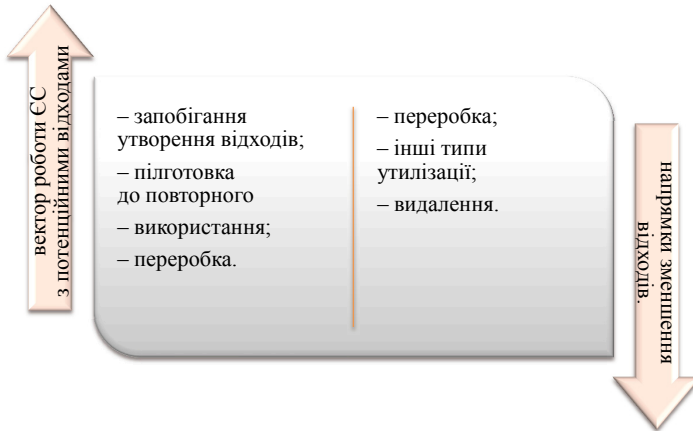 вектор роботи ЄС
з потенційними відходами
– запобігання
утворення відходів;
– пілготовка
до повторного
– використання;
– переробка.
– переробка;
– інші типи
утилізації;
– видалення.
напрямки зменшення
відходів.